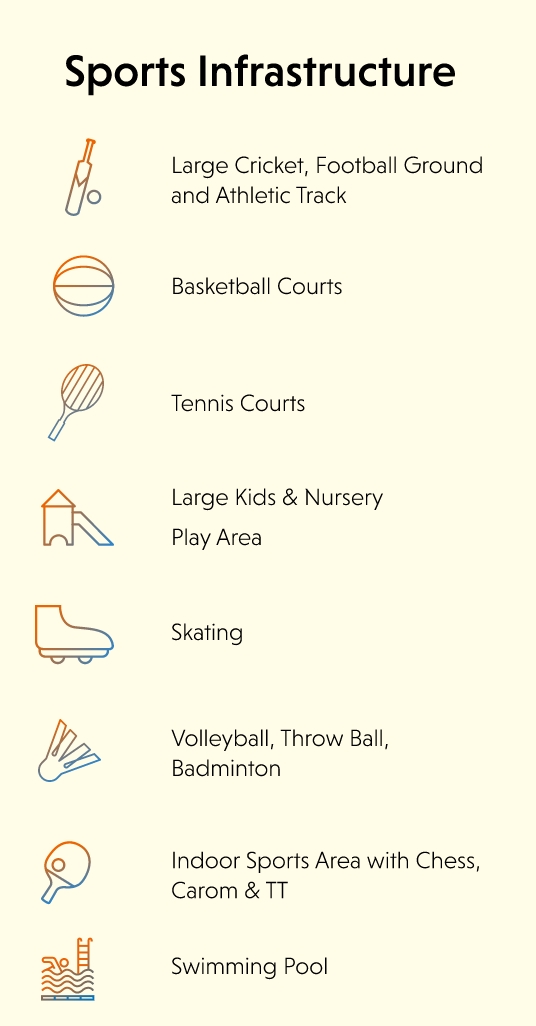 Sports Infrastructure
Large Cricket, Football Ground
and Athletic Track
Basketball Courts
Tennis Courts
Large Kids & Nursery
Play Area
Skating
Volleyball, Throw Ball,
Badminton
Indoor Sports Area with Chess,
Carom & TT
Swimming Pool